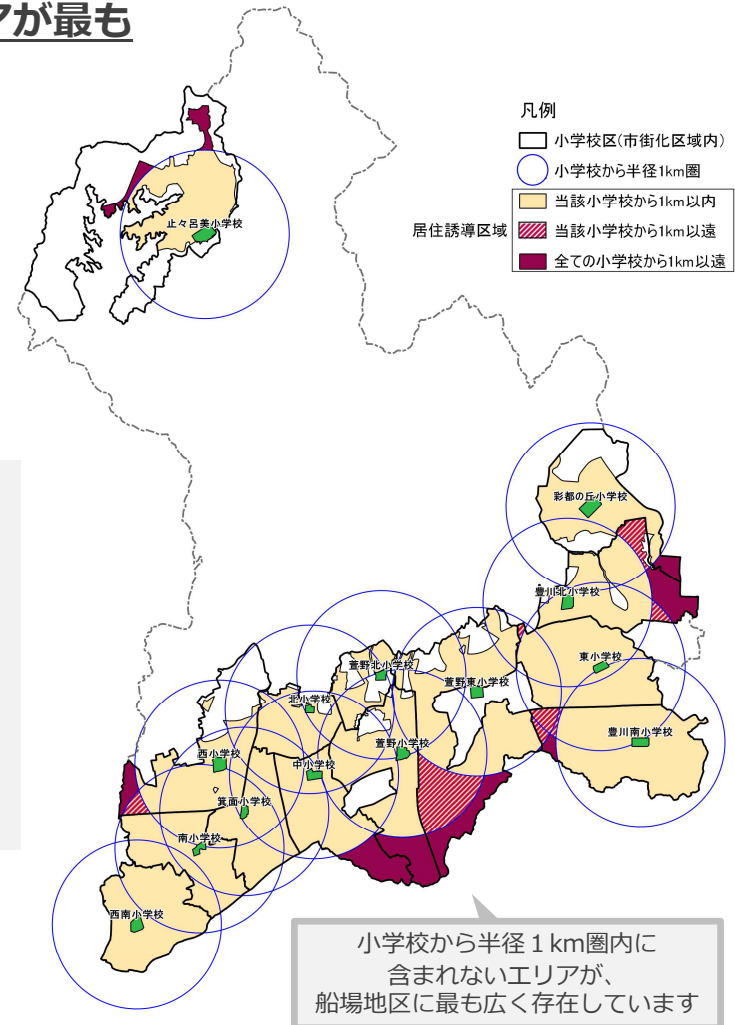 アが最も
凡例
小学校区(市街化区域内)
小学校から半径1km圏
居住誘導区域
当該小学校から1km以内
当該小学校から1km以遠
全ての小学校から1km以遠
止々呂美小学校
彩都の丘小学校
豊川北小学校
東小学校
萱野北小学校
萱野東小学校
北小学校
豊川南小学校
萱野小学校
西小学校
中小学校
箕面小学校
南小学校
西南小学校
小学校から半径1km圏内に
含まれないエリアが、
船場地区に最も広く存在しています